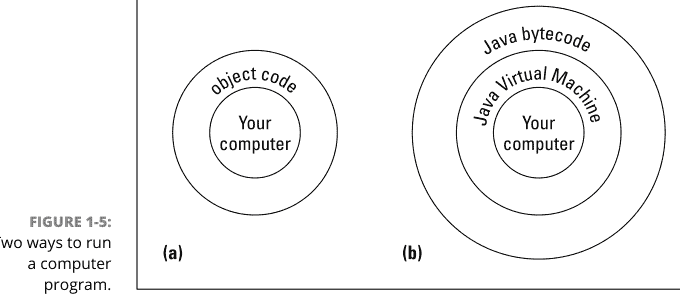 object code
Your
computer
(a)
Java bytecode
Java Virtual Machine
Your
computer
(b)
FIGURE 1-5:
Two ways to run
a computer
program.